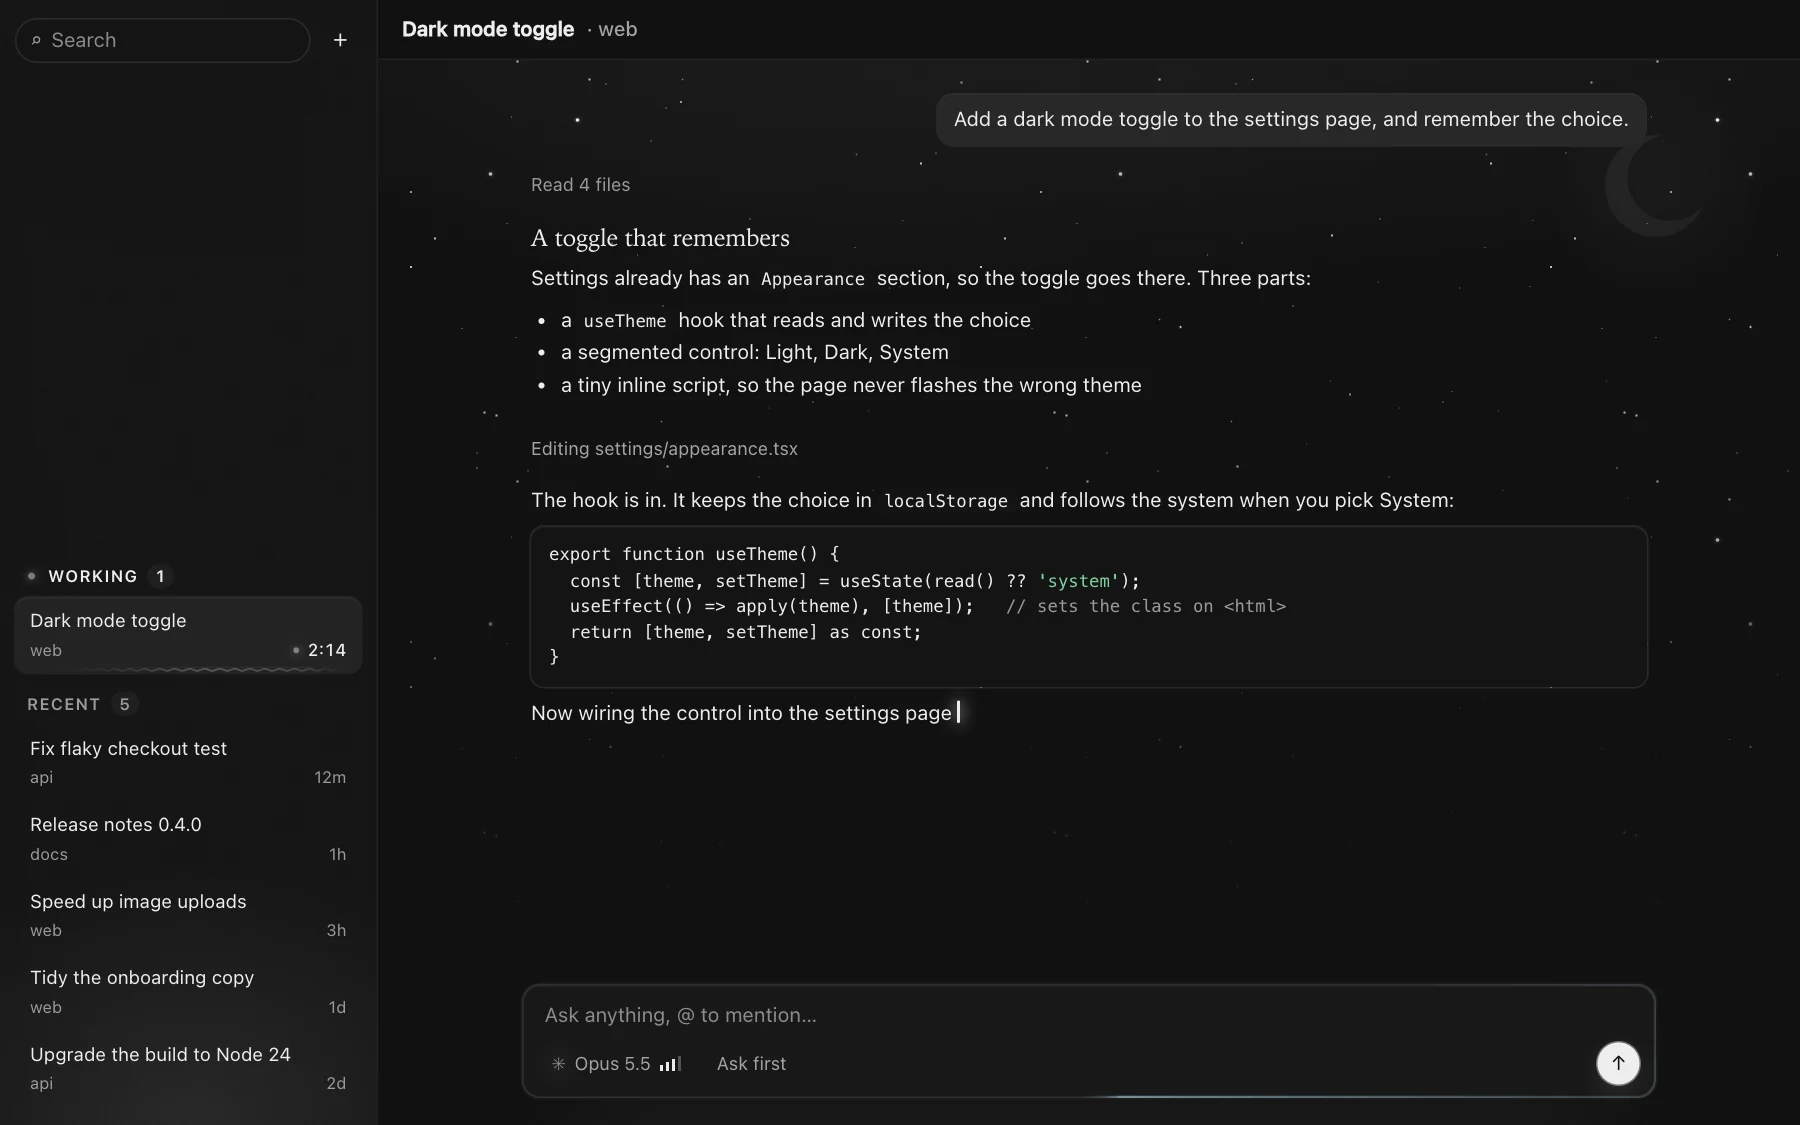 Search
+
WORKING 1
Dark mode toggle
web 2:14
RECENT 5
Fix flaky checkout test
api 12m
Release notes 0.4.0
docs 1h
Speed up image uploads
web 3h
Tidy the onboarding copy
web 1d
Upgrade the build to Node 24
api 2d
Dark mode toggle · web
Add a dark mode toggle to the settings page, and remember the choice.
Read 4 files
A toggle that remembers
Settings already has an Appearance section, so the toggle goes there. Three parts:
• a useTheme hook that reads and writes the choice
• a segmented control: Light, Dark, System
• a tiny inline script, so the page never flashes the wrong theme
Editing settings/appearance.tsx
The hook is in. It keeps the choice in localStorage and follows the system when you pick System:
export function useTheme() {
  const [theme, setTheme] = useState(read() ?? 'system');
  useEffect(() => apply(theme), [theme]);   // sets the class on <html>
  return [theme, setTheme] as const;
}
Now wiring the control into the settings page
Ask anything, @ to mention...
Opus 5.5 Ask first